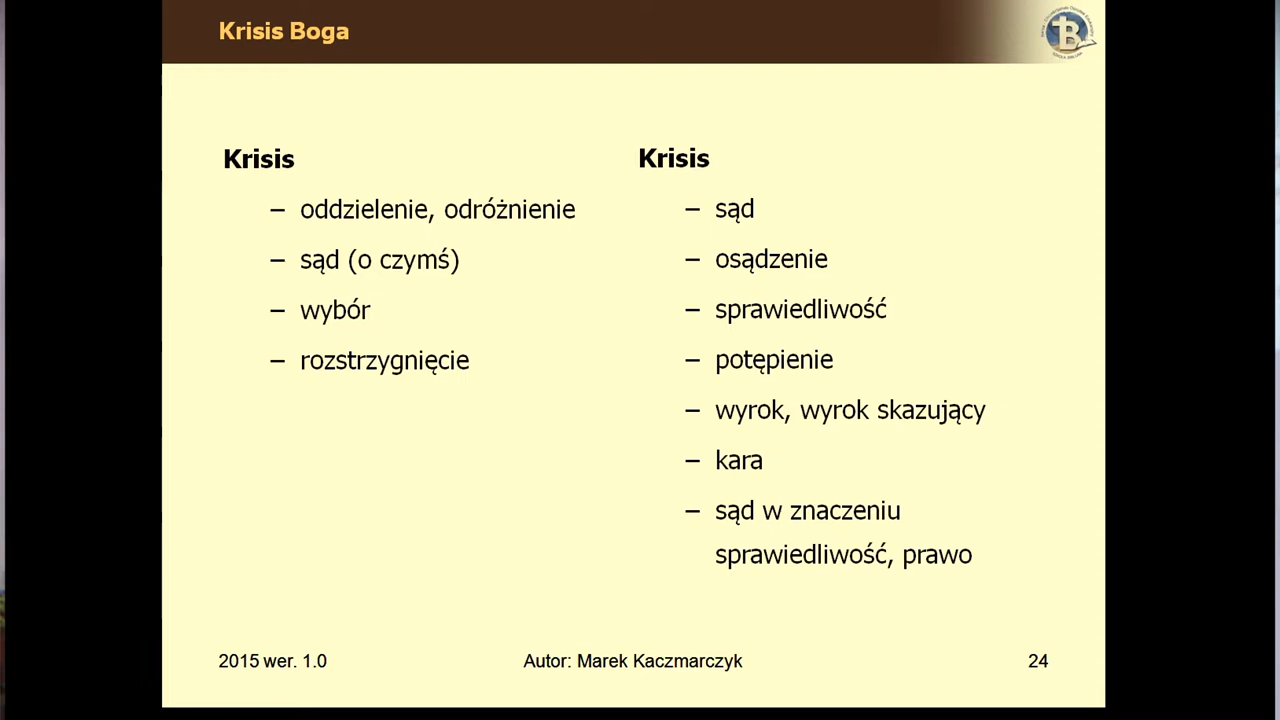 Krisis Boga
Krisis
– oddzielenie, odróżnienie
– sąd (o czymś)
– wybór
– rozstrzygnięcie
Krisis
– sąd
– osądzenie
– sprawiedliwość
– potępienie
– wyrok, wyrok skazujący
– kara
– sąd w znaczeniu
sprawiedliwość, prawo
2015 wer. 1.0
Autor: Marek Kaczmarczyk
24